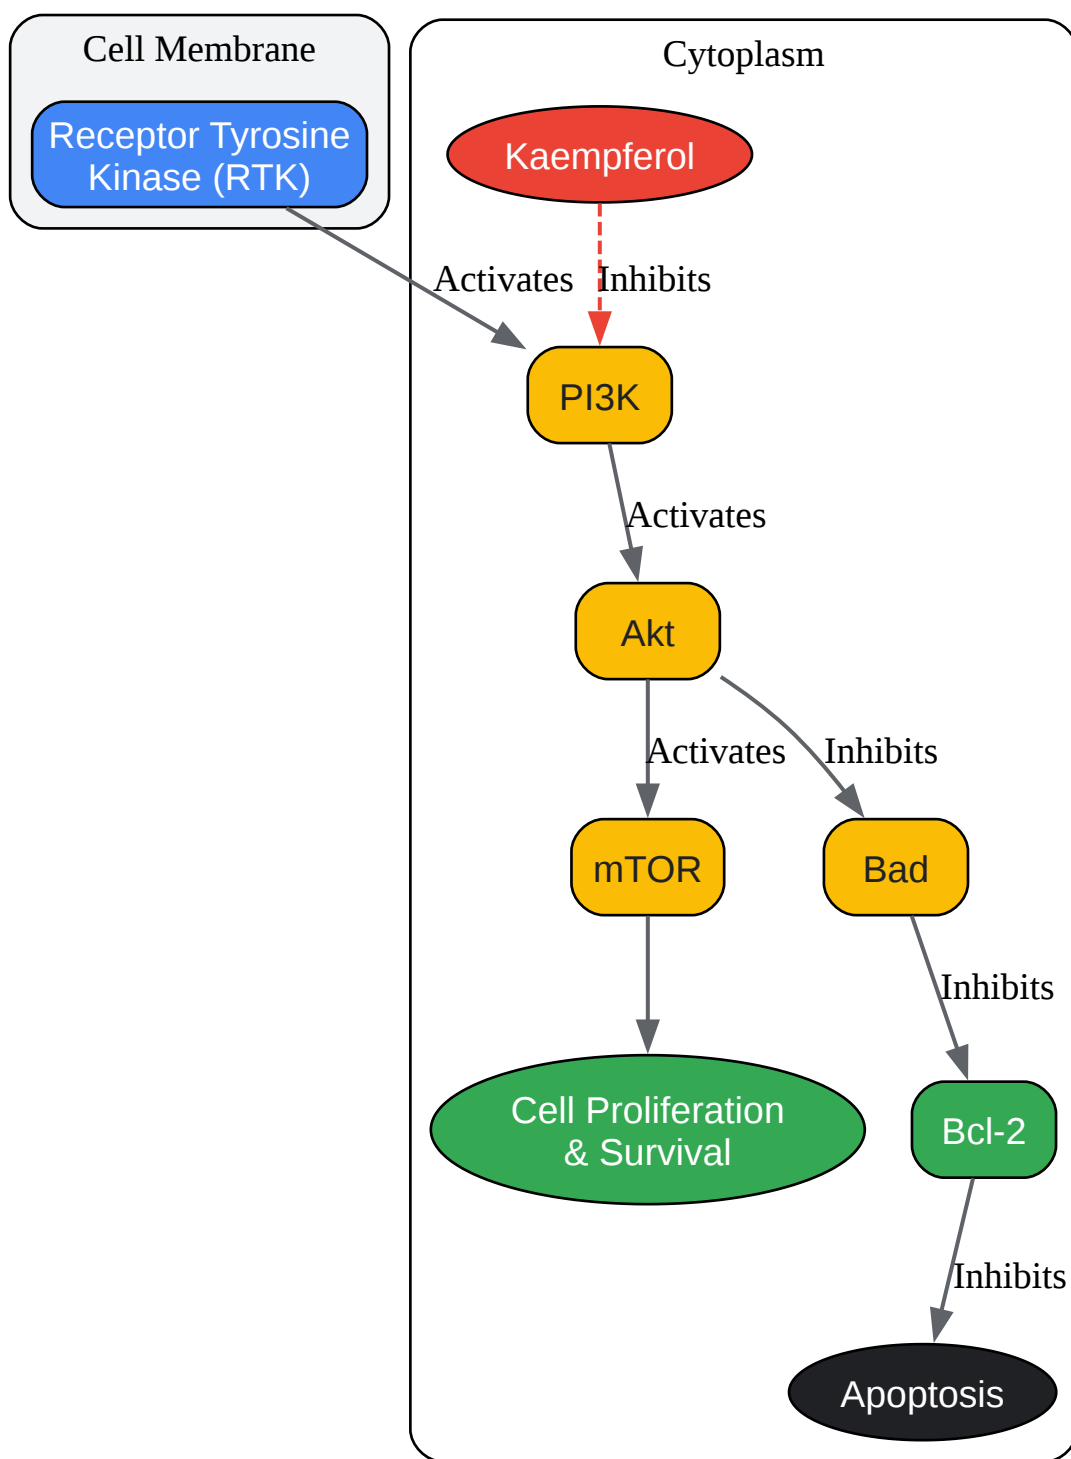 Cell Membrane
Receptor Tyrosine
Kinase (RTK)
Cytoplasm
Kaempferol
Activates
Inhibits
PI3K
Activates
Akt
Activates
Inhibits
mTOR
Bad
Inhibits
Cell Proliferation
& Survival
Bcl-2
Inhibits
Apoptosis